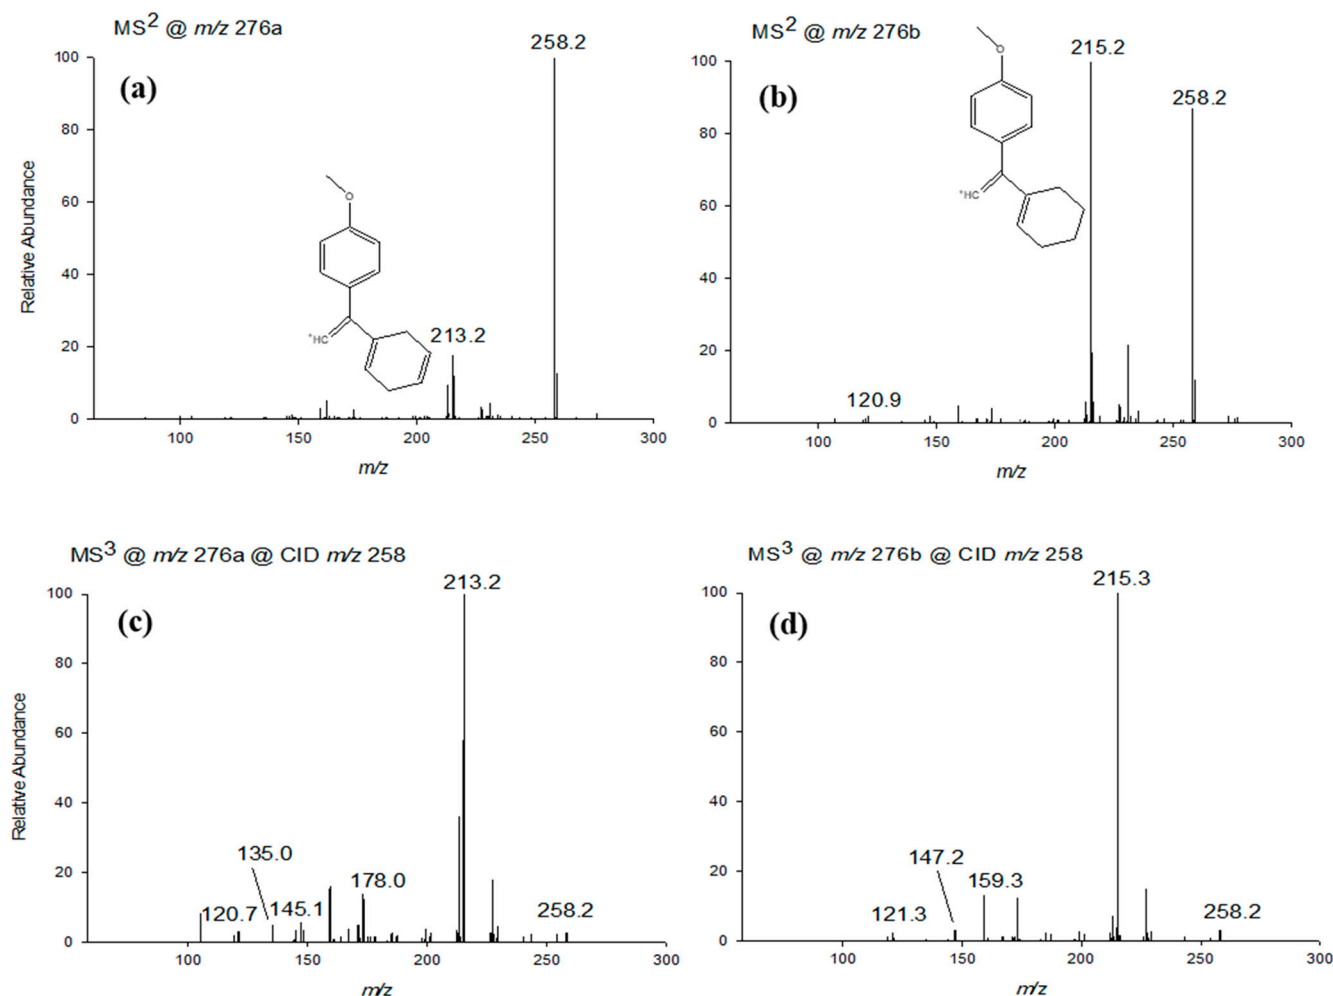 MS2 @ m/z 276a
(a)
258.2
213.2
O
+HC
Relative Abundance
100
80
60
40
20
0
100 150 200 250 300
m/z
MS2 @ m/z 276b
(b)
215.2
258.2
120.9
O
+HC
100
80
60
40
20
0
100 150 200 250 300
m/z
MS3 @ m/z 276a @ CID m/z 258
(c)
213.2
135.0
120.7
145.1
178.0
258.2
Relative Abundance
100
80
60
40
20
0
100 150 200 250 300
m/z
MS3 @ m/z 276b @ CID m/z 258
(d)
215.3
147.2
159.3
121.3
258.2
100
80
60
40
20
0
100 150 200 250 300
m/z